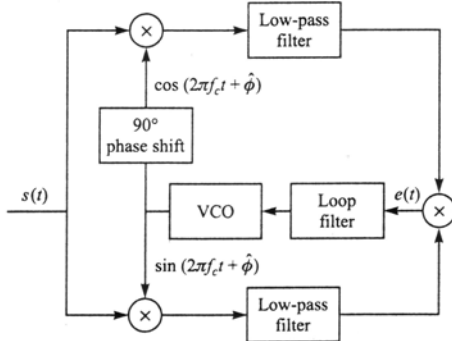 Low-pass
filter
×
cos (2πf_c t + φ̂)
90°
phase shift
s(t)
VCO
Loop
filter
e(t)
×
sin (2πf_c t + φ̂)
×
Low-pass
filter